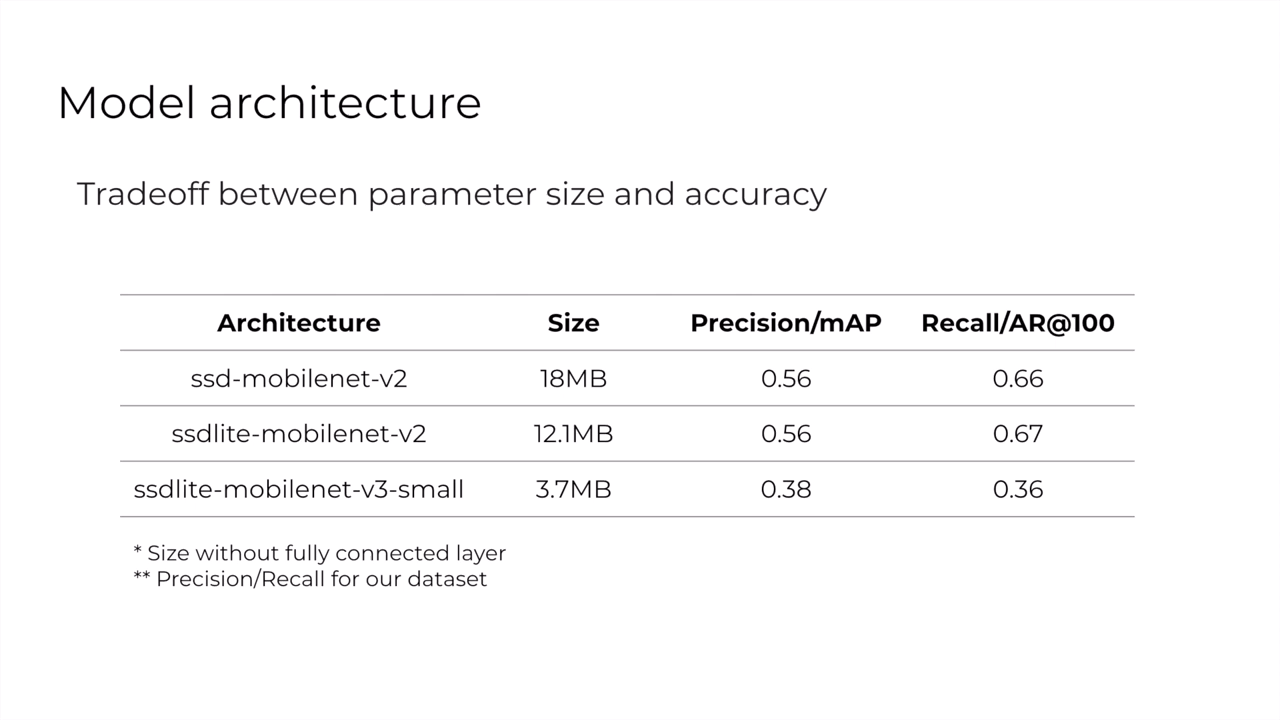 Model architecture
Tradeoff between parameter size and accuracy
Architecture Size Precision/mAP Recall/AR@100
ssd-mobilenet-v2 18MB 0.56 0.66
ssdlite-mobilenet-v2 12.1MB 0.56 0.67
ssdlite-mobilenet-v3-small 3.7MB 0.38 0.36
* Size without fully connected layer
** Precision/Recall for our dataset